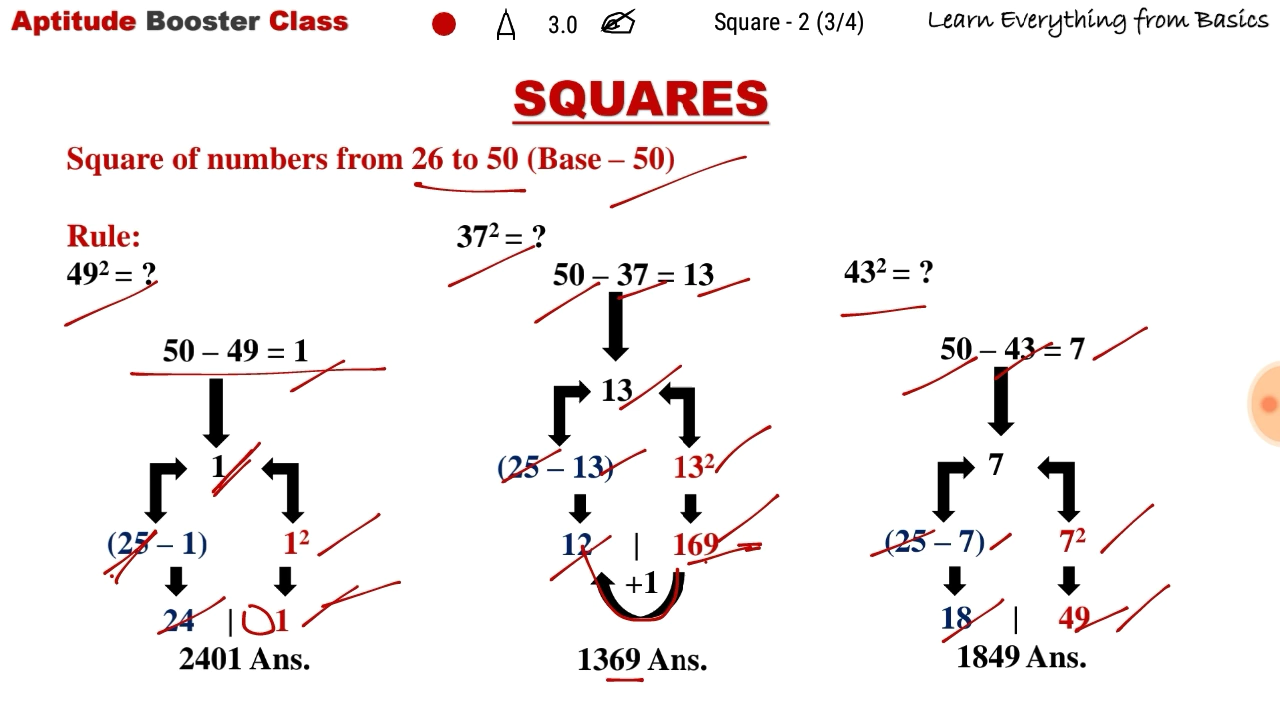 Aptitude Booster Class
3.0
Square - 2 (3/4)
Learn Everything from Basics
SQUARES
Square of numbers from 26 to 50 (Base – 50)
Rule:
49² = ?
50 – 49 = 1
1
(25 – 1) 1²
24 | 01
2401 Ans.
37² = ?
50 – 37 = 13
13
(25 – 13) 13²
12 | 169
+1
1369 Ans.
43² = ?
50 – 43 = 7
7
(25 – 7) 7²
18 | 49
1849 Ans.